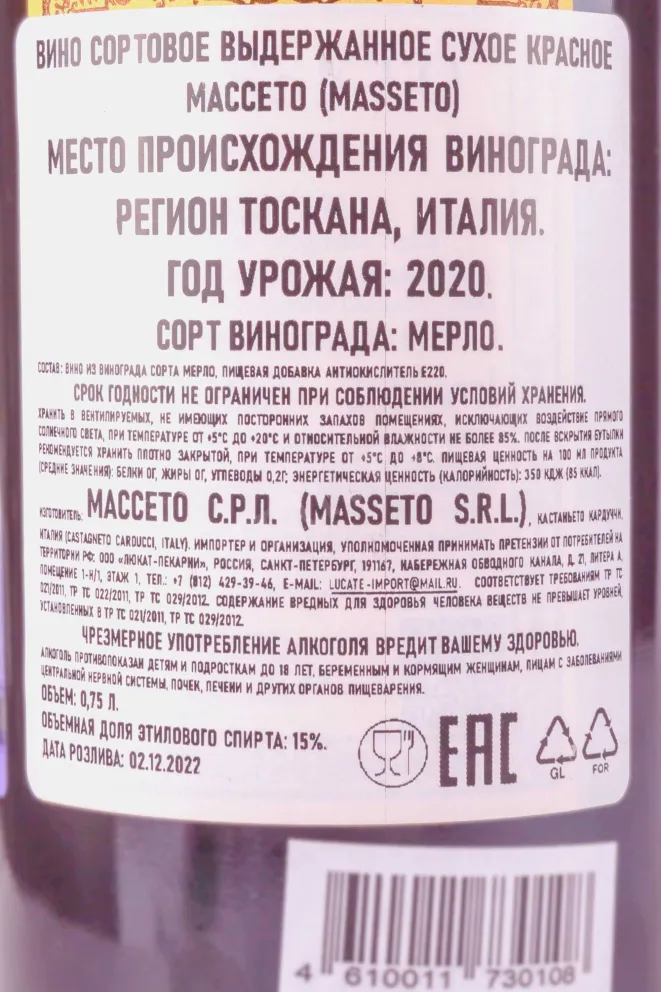 ВИНО СОРТОВОЕ ВЫДЕРЖАННОЕ СУХОЕ КРАСНОЕ
МАССЕТО (MASSETO)
МЕСТО ПРОИСХОЖДЕНИЯ ВИНОГРАДА:
РЕГИОН ТОСКАНА, ИТАЛИЯ.
ГОД УРОЖАЯ: 2020.
СОРТ ВИНОГРАДА: МЕРЛО.
СОСТАВ: ВИНО ИЗ ВИНОГРАДА СОРТА МЕРЛО, ПИЩЕВАЯ ДОБАВКА АНТИОКИСЛИТЕЛЬ Е220.
СРОК ГОДНОСТИ НЕ ОГРАНИЧЕН ПРИ СОБЛЮДЕНИИ УСЛОВИЙ ХРАНЕНИЯ.
ХРАНИТЬ В ВЕНТИЛИРУЕМЫХ, НЕ ИМЕЮЩИХ ПОСТОРОННИХ ЗАПАХОВ ПОМЕЩЕНИЯХ, ИСКЛЮЧАЮЩИХ ВОЗДЕЙСТВИЕ ПРЯМОГО
СОЛНЕЧНОГО СВЕТА, ПРИ ТЕМПЕРАТУРЕ ОТ +5°С ДО +20°С И ОТНОСИТЕЛЬНОЙ ВЛАЖНОСТИ НЕ БОЛЕЕ 85%. ПОСЛЕ ВСКРЫТИЯ БУТЫЛКИ
РЕКОМЕНДУЕТСЯ ХРАНИТЬ ПЛОТНО ЗАКРЫТОЙ, ПРИ ТЕМПЕРАТУРЕ ОТ +5°С ДО +8°С. ПИЩЕВАЯ ЦЕННОСТЬ НА 100 МЛ ПРОДУКТА
(СРЕДНИЕ ЗНАЧЕНИЯ): БЕЛКИ 0Г, ЖИРЫ 0Г, УГЛЕВОДЫ 0,2Г; ЭНЕРГЕТИЧЕСКАЯ ЦЕННОСТЬ (КАЛОРИЙНОСТЬ): 350 КДЖ (85 ККАЛ).
ИЗГОТОВИТЕЛЬ: МАССЕТО С.Р.Л. (MASSETO S.R.L.), КАСТАНЬЕТО КАРДУЧЧИ,
ИТАЛИЯ (CASTAGNETO CARDUCCI, ITALY). ИМПОРТЕР И ОРГАНИЗАЦИЯ, УПОЛНОМОЧЕННАЯ ПРИНИМАТЬ ПРЕТЕНЗИИ ОТ ПОТРЕБИТЕЛЕЙ НА
ТЕРРИТОРИИ РФ: ООО «ЛЮКАТ-ПЕКАРНИ», РОССИЯ, САНКТ-ПЕТЕРБУРГ, 191167, НАБЕРЕЖНАЯ ОБВОДНОГО КАНАЛА, Д. 21, ЛИТЕРА А,
ПОМЕЩЕНИЕ 1-Н/1, ЭТАЖ 1, ТЕЛ.: +7 (812) 429-39-46, E-MAIL: LUCATE-IMPORT@MAIL.RU. СООТВЕТСТВУЕТ ТРЕБОВАНИЯМ ТР ТС
021/2011, ТР ТС 022/2011, ТР ТС 029/2012. СОДЕРЖАНИЕ ВРЕДНЫХ ДЛЯ ЗДОРОВЬЯ ЧЕЛОВЕКА ВЕЩЕСТВ НЕ ПРЕВЫШАЕТ УРОВНЕЙ,
УСТАНОВЛЕННЫХ В ТР ТС 021/2011, ТР ТС 029/2012.
ЧРЕЗМЕРНОЕ УПОТРЕБЛЕНИЕ АЛКОГОЛЯ ВРЕДИТ ВАШЕМУ ЗДОРОВЬЮ.
АЛКОГОЛЬ ПРОТИВОПОКАЗАН ДЕТЯМ И ПОДРОСТКАМ ДО 18 ЛЕТ, БЕРЕМЕННЫМ И КОРМЯЩИМ ЖЕНЩИНАМ, ЛИЦАМ С ЗАБОЛЕВАНИЯМИ
ЦЕНТРАЛЬНОЙ НЕРВНОЙ СИСТЕМЫ, ПОЧЕК, ПЕЧЕНИ И ДРУГИХ ОРГАНОВ ПИЩЕВАРЕНИЯ.
ОБЪЕМ: 0,75 Л.
ОБЪЕМНАЯ ДОЛЯ ЭТИЛОВОГО СПИРТА: 15%.
ДАТА РОЗЛИВА: 02.12.2022
EAC
GL FOR
4 610011 730108